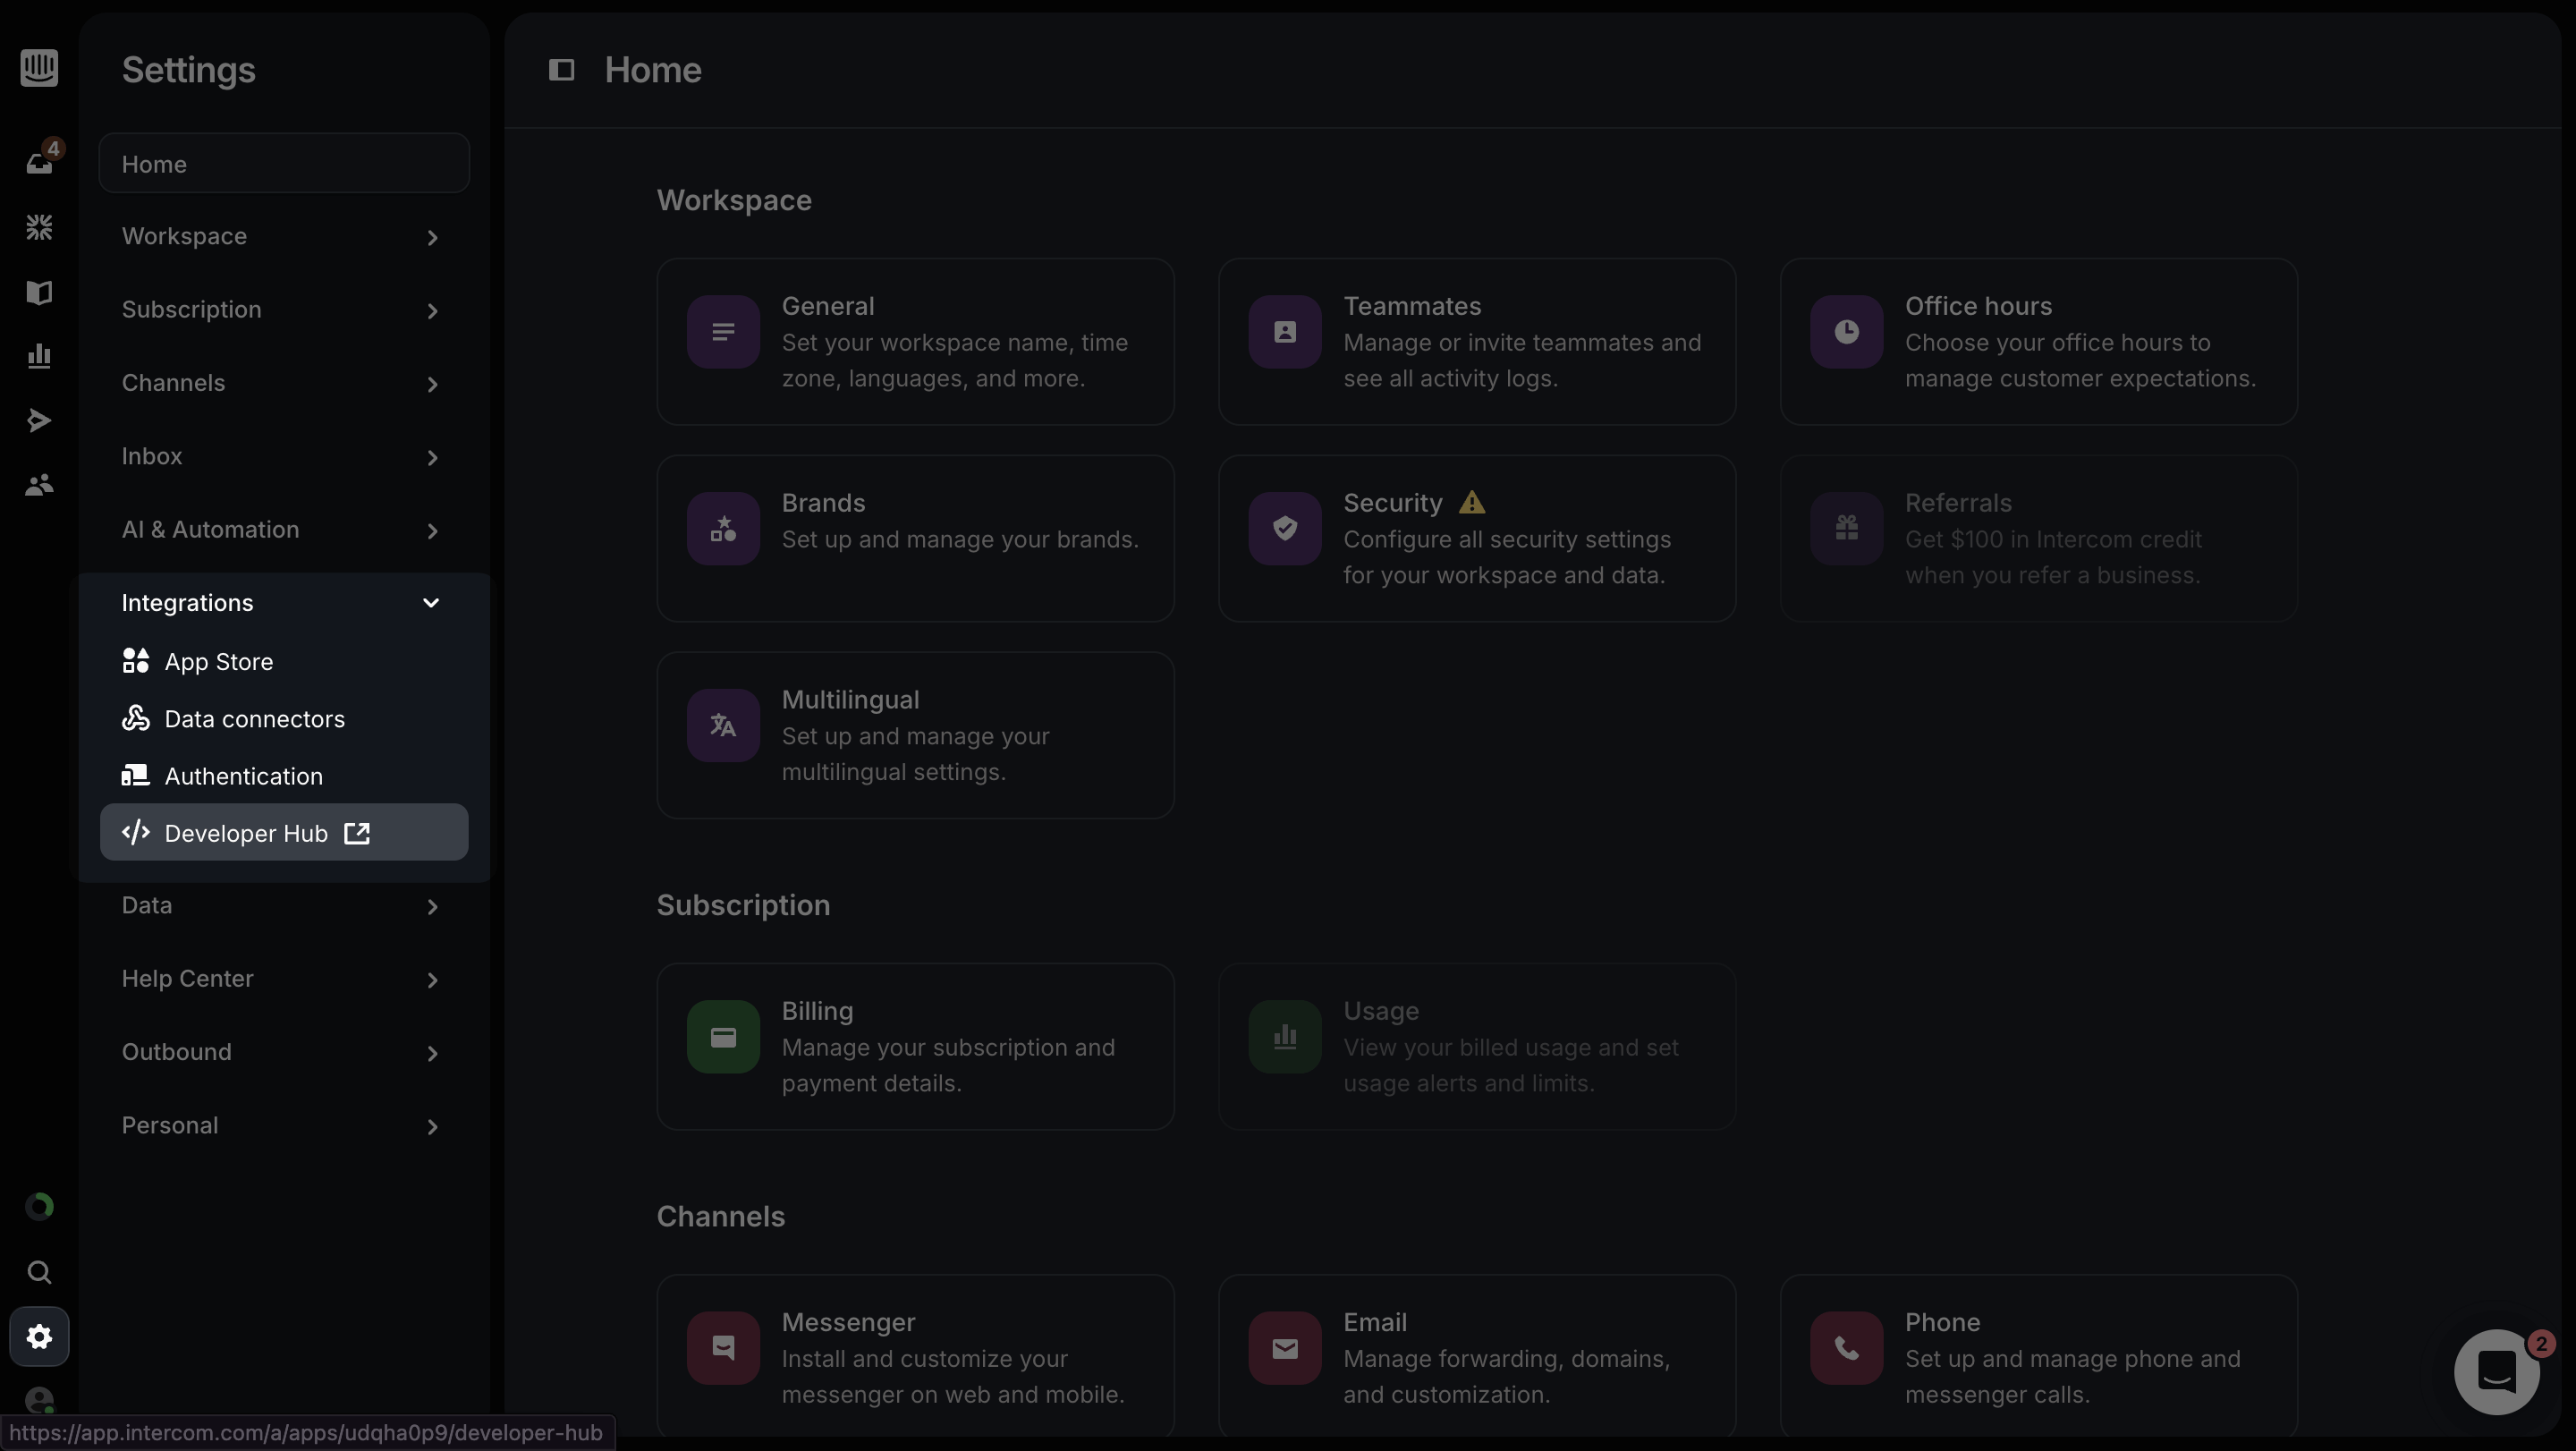 Settings
Home
4
Home
Workspace
Subscription
Channels
Inbox
AI & Automation
Integrations
App Store
Data connectors
Authentication
Developer Hub
Data
Help Center
Outbound
Personal
Workspace
General
Set your workspace name, time
zone, languages, and more.
Teammates
Manage or invite teammates and
see all activity logs.
Office hours
Choose your office hours to
manage customer expectations.
Brands
Set up and manage your brands.
Security
Configure all security settings
for your workspace and data.
Referrals
Get $100 in Intercom credit
when you refer a business.
Multilingual
Set up and manage your
multilingual settings.
Subscription
Billing
Manage your subscription and
payment details.
Usage
View your billed usage and set
usage alerts and limits.
Channels
Messenger
Install and customize your
messenger on web and mobile.
Email
Manage forwarding, domains,
and customization.
Phone
Set up and manage phone and
messenger calls.
2
https://app.intercom.com/a/apps/udqha0p9/developer-hub